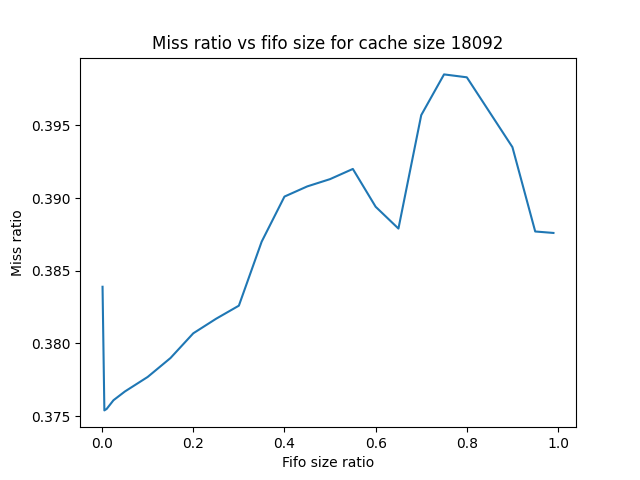 Miss ratio vs fifo size for cache size 18092
0.395
0.390
0.385
0.380
0.375
Miss ratio
0.0 0.2 0.4 0.6 0.8 1.0
Fifo size ratio